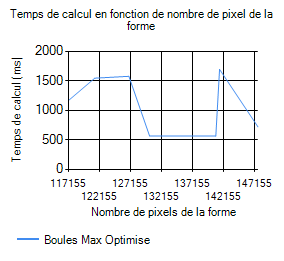 Temps de calcul en fonction de nombre de pixel de la
forme
Temps de calcul (ms)
2000
1500
1000
500
0
117155
127155
137155
147155
122155
132155
142155
Nombre de pixels de la forme
Boules Max Optimise